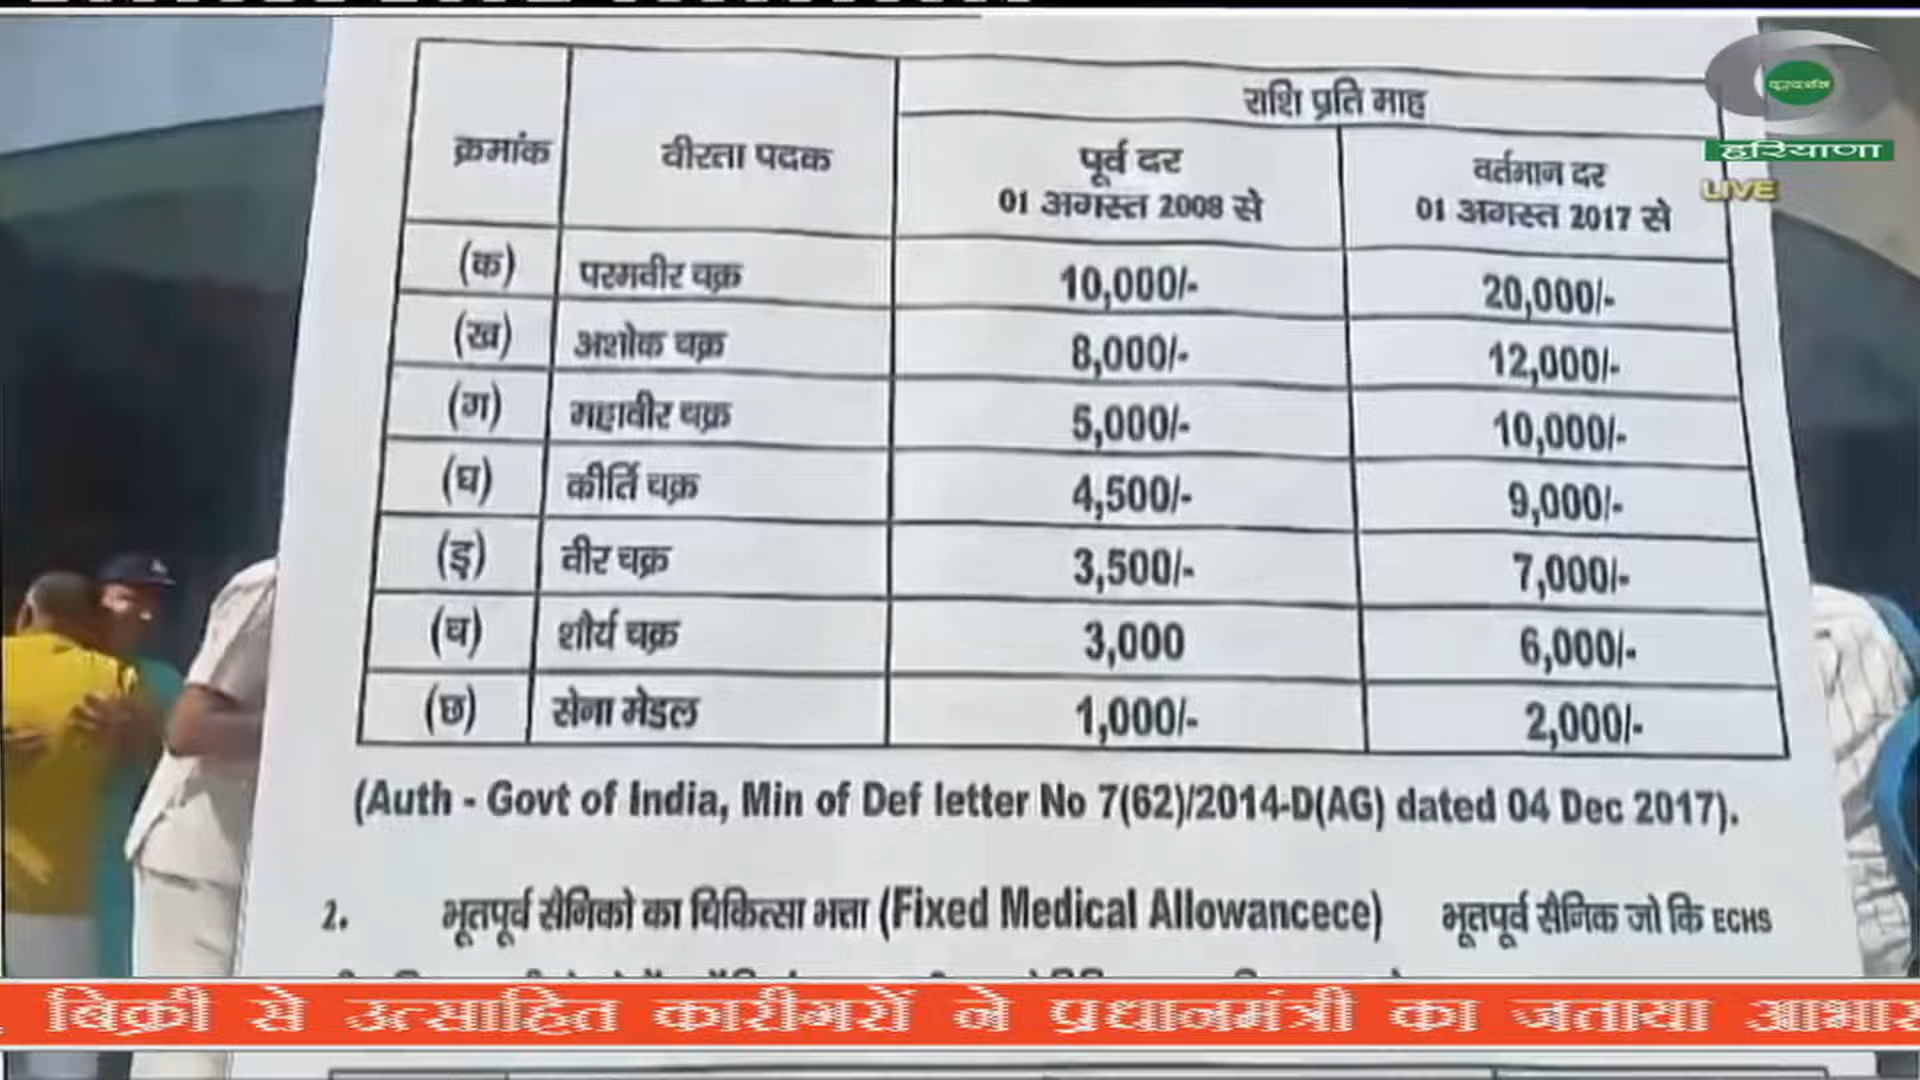 राशि प्रति माह
क्रमांक वीरता पदक पूर्व दर वर्तमान दर
01 अगस्त 2008 से 01 अगस्त 2017 से
(क) परमवीर चक्र 10,000/- 20,000/-
(ख) अशोक चक्र 8,000/- 12,000/-
(ग) महावीर चक्र 5,000/- 10,000/-
(घ) कीर्ति चक्र 4,500/- 9,000/-
(ड़) वीर चक्र 3,500/- 7,000/-
(च) शौर्य चक्र 3,000 6,000/-
(छ) सेना मेडल 1,000/- 2,000/-
(Auth - Govt of India, Min of Def letter No 7(62)/2014-D(AG) dated 04 Dec 2017).
2. भूतपूर्व सैनिको का चिकित्सा भत्ता (Fixed Medical Allowancece) भूतपूर्व सैनिक जो कि ECHS
बिक्री से उत्साहित कारीगरों ने प्रधानमंत्री का जताया आभार
दूरदर्शन
हरियाणा
LIVE